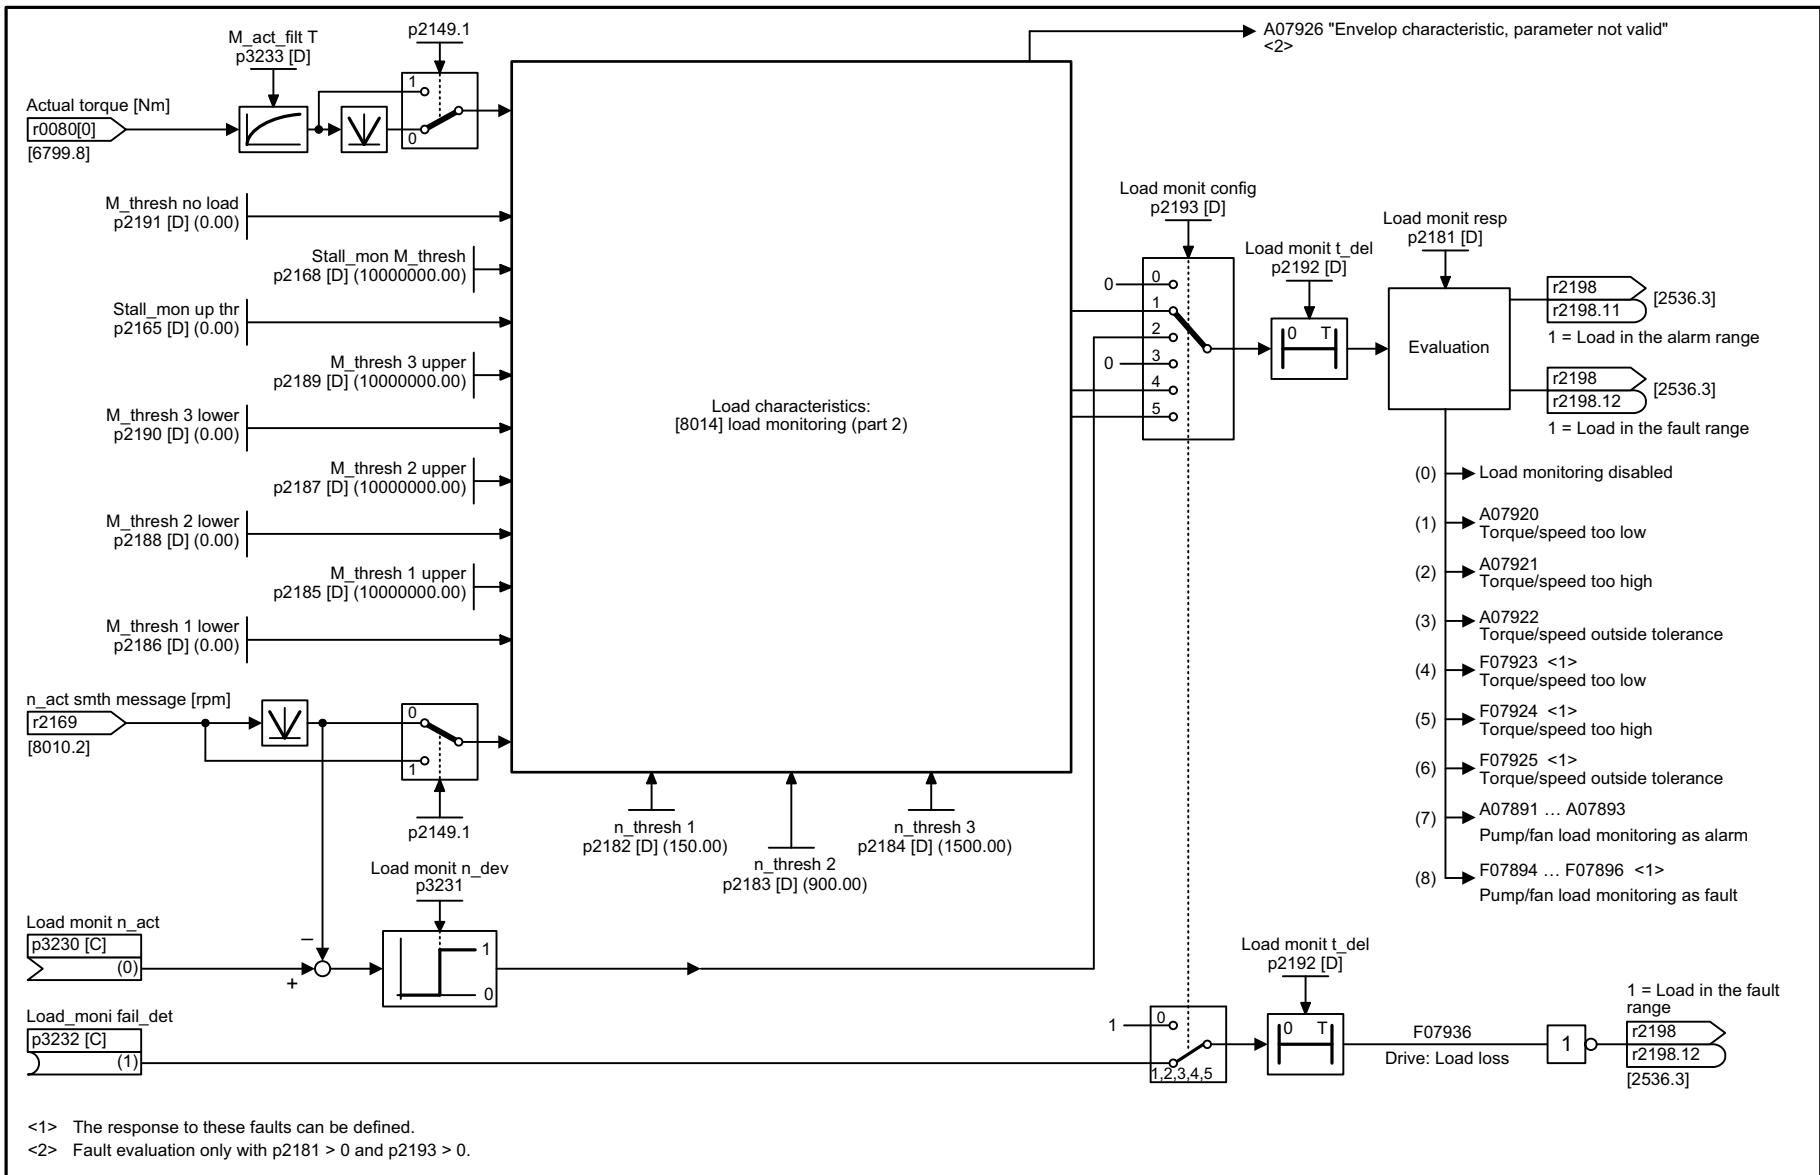 A07926 "Envelop characteristic, parameter not valid"
<2>
M_act_filt T
p3233 [D]
p2149.1
1
0
Actual torque [Nm]
r0080[0]
[6799.8]
M_thresh no load
p2191 [D] (0.00)
Stall_mon M_thresh
p2168 [D] (10000000.00)
Stall_mon up thr
p2165 [D] (0.00)
M_thresh 3 upper
p2189 [D] (10000000.00)
M_thresh 3 lower
p2190 [D] (0.00)
M_thresh 2 upper
p2187 [D] (10000000.00)
M_thresh 2 lower
p2188 [D] (0.00)
M_thresh 1 upper
p2185 [D] (10000000.00)
M_thresh 1 lower
p2186 [D] (0.00)
n_act smth message [rpm]
r2169
[8010.2]
0
1
p2149.1
Load characteristics:
[8014] load monitoring (part 2)
n_thresh 1
p2182 [D] (150.00)
n_thresh 2
p2183 [D] (900.00)
n_thresh 3
p2184 [D] (1500.00)
Load monit config
p2193 [D]
0
0
1
2
0
3
4
5
Load monit t_del
p2192 [D]
0 T
Load monit resp
p2181 [D]
Evaluation
r2198
r2198.11
[2536.3]
1 = Load in the alarm range
r2198
r2198.12
[2536.3]
1 = Load in the fault range
(0) Load monitoring disabled
(1) A07920
Torque/speed too low
(2) A07921
Torque/speed too high
(3) A07922
Torque/speed outside tolerance
(4) F07923 <1>
Torque/speed too low
(5) F07924 <1>
Torque/speed too high
(6) F07925 <1>
Torque/speed outside tolerance
(7) A07891 … A07893
Pump/fan load monitoring as alarm
(8) F07894 … F07896 <1>
Pump/fan load monitoring as fault
Load monit n_dev
p3231
1
0
Load monit n_act
p3230 [C]
(0)
–
+
Load_moni fail_det
p3232 [C]
(1)
1
0
1,2,3,4,5
Load monit t_del
p2192 [D]
0 T
F07936
Drive: Load loss
1
1 = Load in the fault
range
r2198
r2198.12
[2536.3]
<1> The response to these faults can be defined.
<2> Fault evaluation only with p2181 > 0 and p2193 > 0.